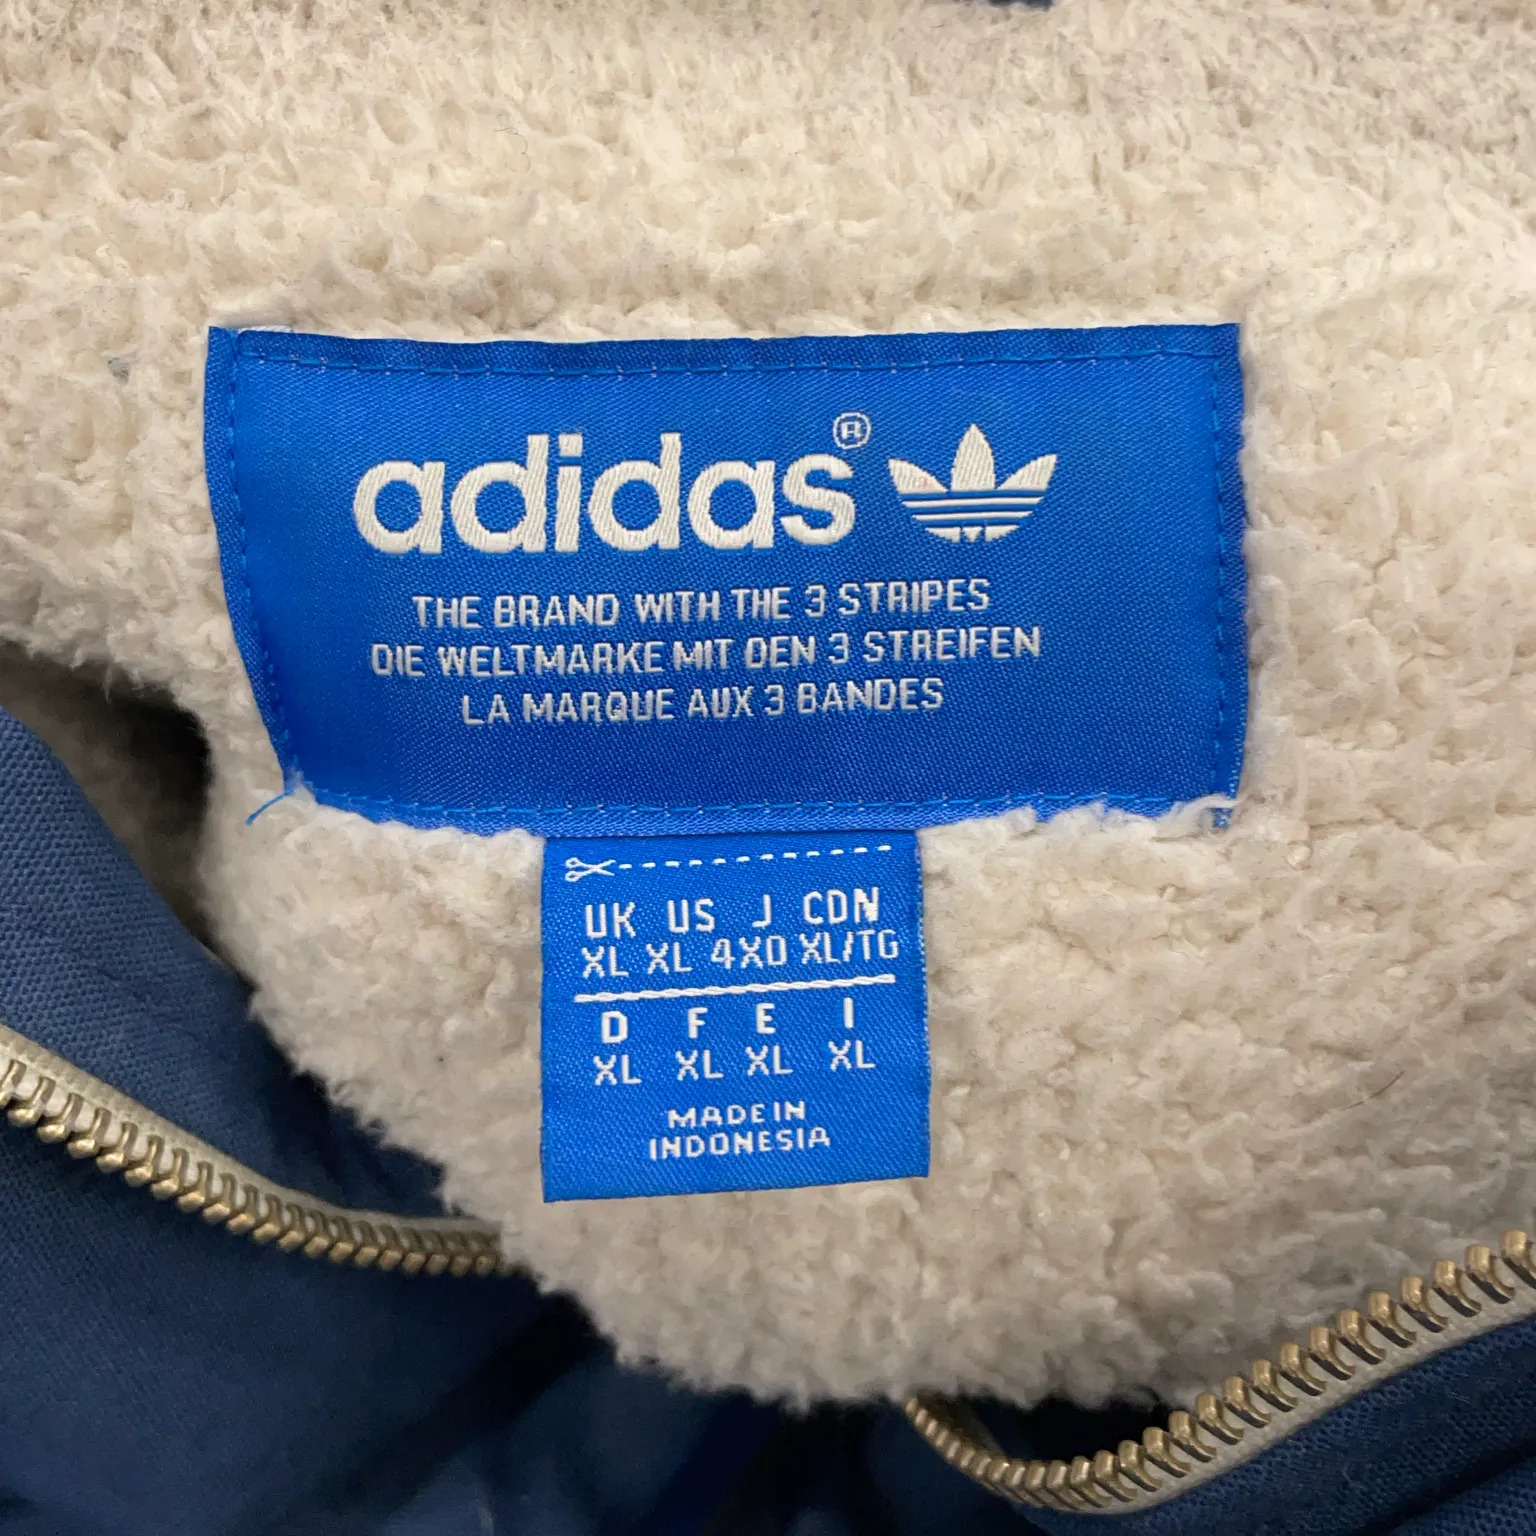 adidas®
THE BRAND WITH THE 3 STRIPES
DIE WELTMARKE MIT DEN 3 STREIFEN
LA MARQUE AUX 3 BANDES
UK US J CDN
XL XL 4XO XL/TG
D F E I
XL XL XL XL
MADE IN
INDONESIA